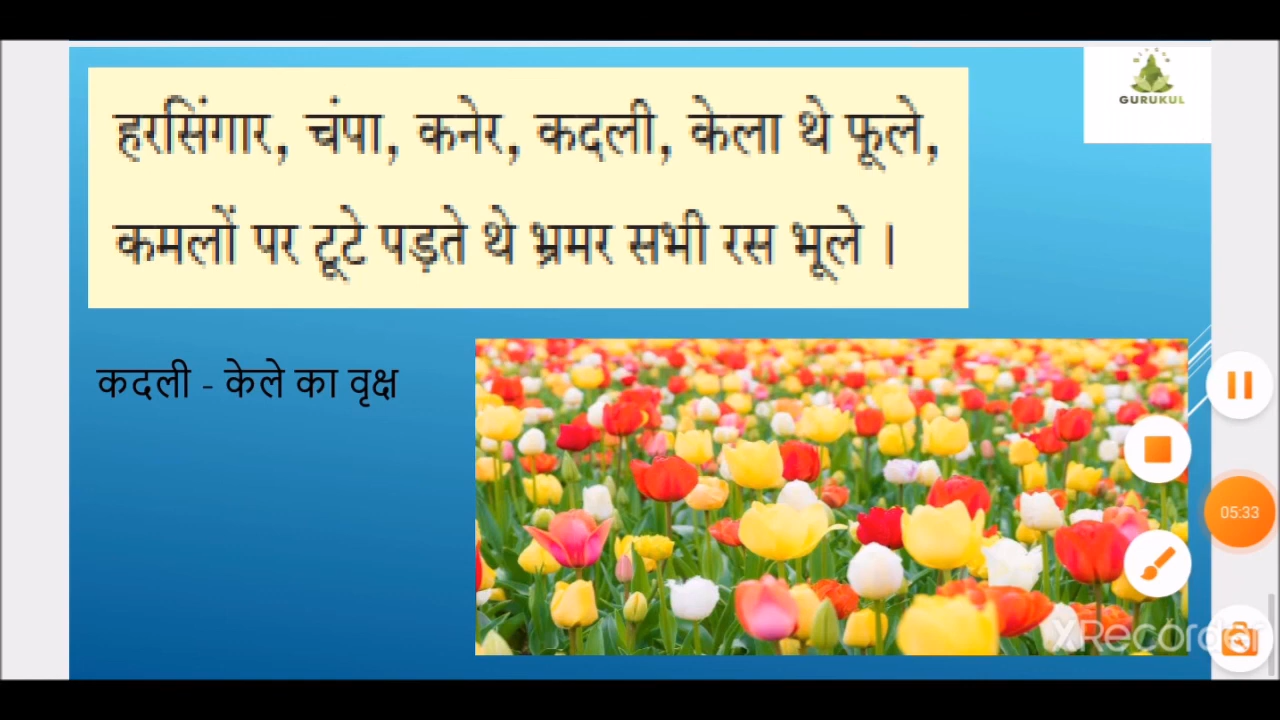 हरसिंगार, चंपा, कनेर, कदली, केला थे फूले,
कमलों पर टूटे पड़ते थे भ्रमर सभी रस भूले ।
कदली - केले का वृक्ष
GURUKUL
05:33
XRecorder